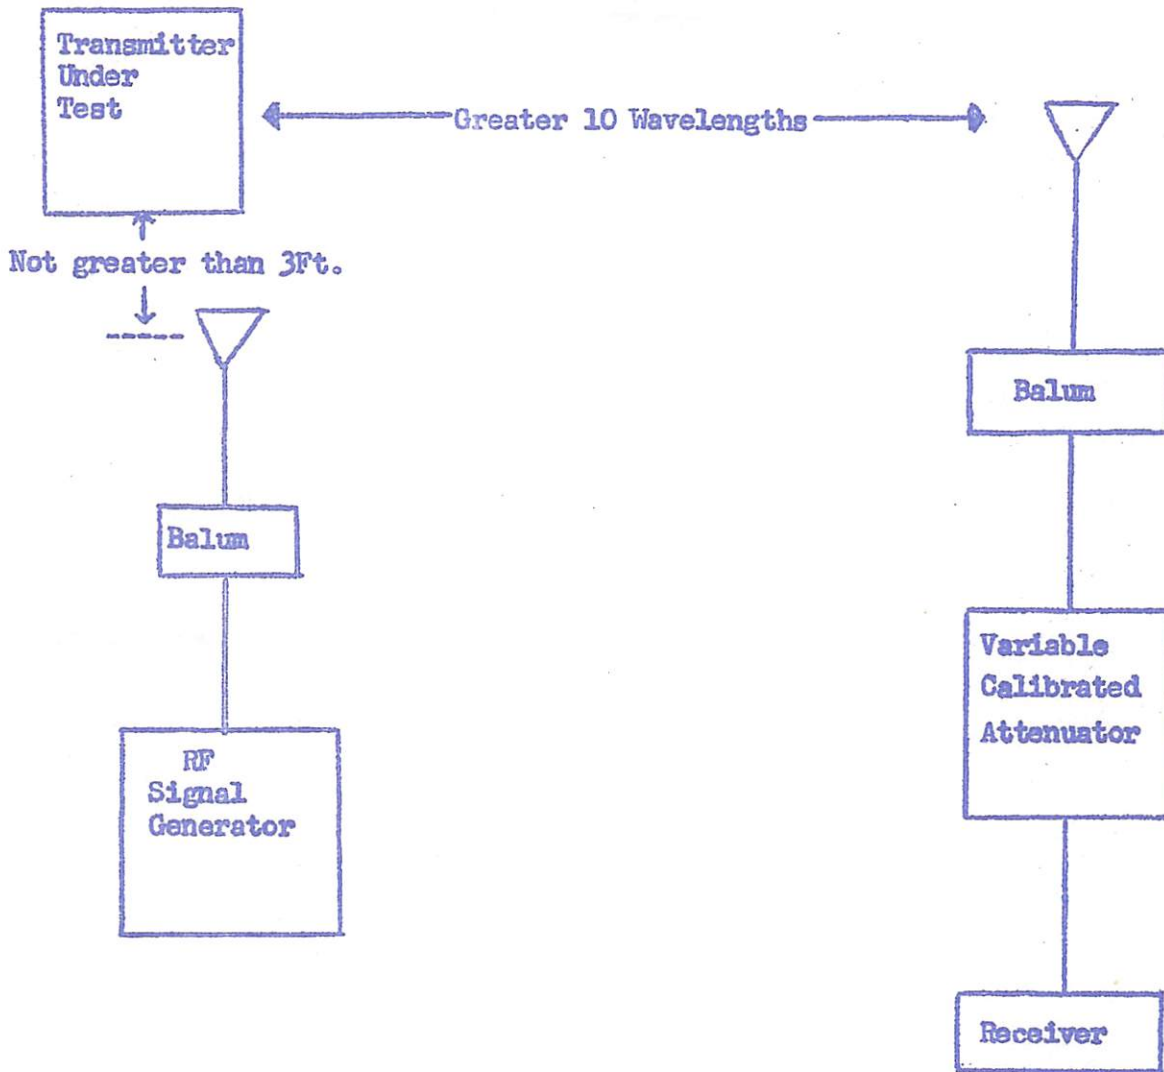 Transmitter
Under
Test
Greater 10 Wavelengths
Not greater than 3Ft.
Balum
Balum
Variable
Calibrated
Attenuator
RF
Signal
Generator
Receiver